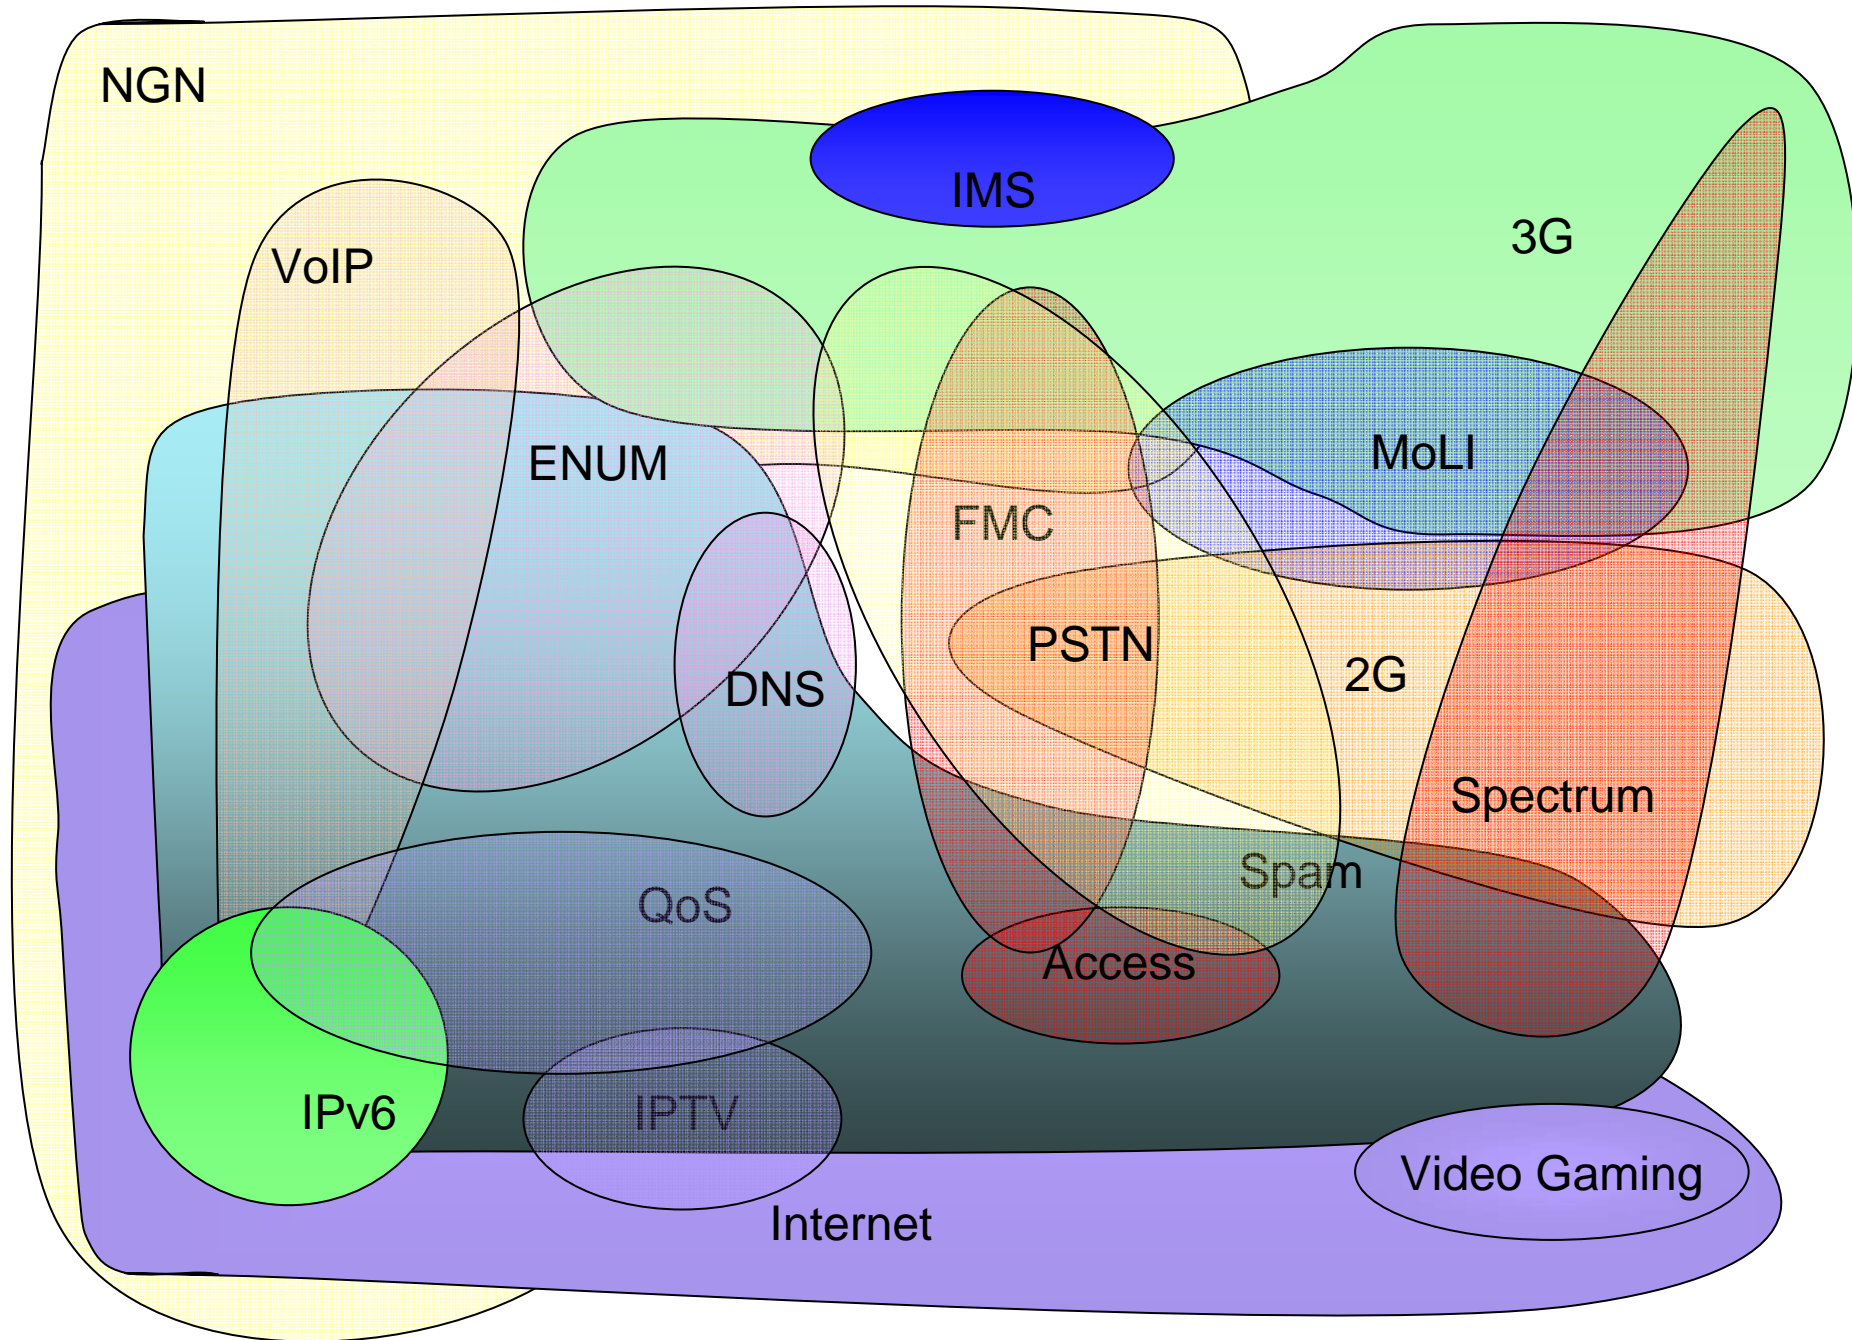 NGN
IMS
3G
VoIP
ENUM
MoLI
FMC
PSTN
2G
DNS
Spectrum
Spam
QoS
Access
IPv6
IPTV
Video Gaming
Internet